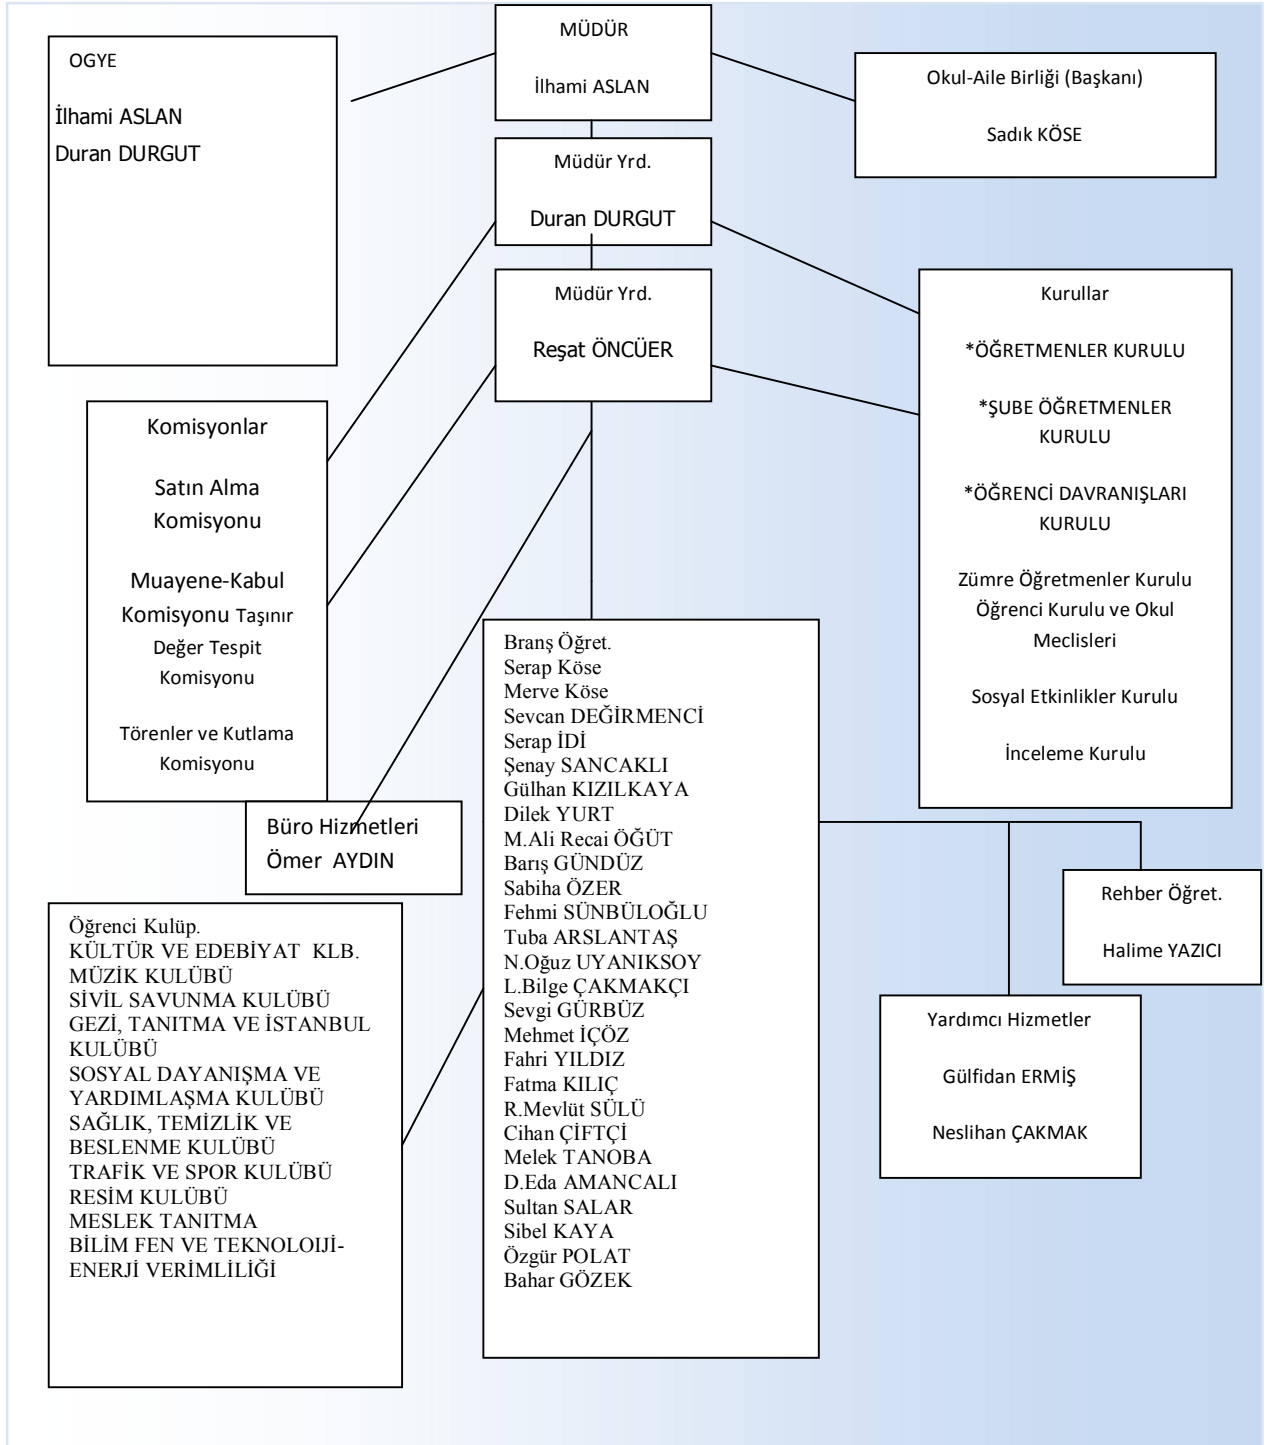 MÜDÜR
İlhami ASLAN
OGYE
İlhami ASLAN
Duran DURGUT
Okul-Aile Birliği (Başkanı)
Sadık KÖSE
Müdür Yrd.
Duran DURGUT
Müdür Yrd.
Reşat ÖNCÜER
Kurullar
*ÖĞRETMENLER KURULU
*ŞUBE ÖĞRETMENLER
KURULU
*ÖĞRENCİ DAVRANIŞLARI
KURULU
Zümre Öğretmenler Kurulu
Öğrenci Kurulu ve Okul
Meclisleri
Sosyal Etkinlikler Kurulu
İnceleme Kurulu
Komisyonlar
Satın Alma
Komisyonu
Muayene-Kabul
Komisyonu Taşınır
Değer Tespit
Komisyonu
Törenler ve Kutlama
Komisyonu
Büro Hizmetleri
Ömer AYDIN
Branş Öğret.
Serap Köse
Merve Köse
Sevcan DEĞİRMENCİ
Serap İDİ
Şenay SANCAKLI
Gülhan KIZILKAYA
Dilek YURT
M.Ali Recai ÖĞÜT
Barış GÜNDÜZ
Sabiha ÖZER
Fehmi SÜNBÜLOĞLU
Tuba ARSLANTAŞ
N.Oğuz UYANIKSOY
L.Bilge ÇAKMAKÇI
Sevgi GÜRBÜZ
Mehmet İÇÖZ
Fahri YILDIZ
Fatma KILIÇ
R.Mevlüt SÜLÜ
Cihan ÇİFTÇİ
Melek TANOBA
D.Eda AMANCALI
Sultan SALAR
Sibel KAYA
Özgür POLAT
Bahar GÖZEK
Rehber Öğret.
Halime YAZICI
Yardımcı Hizmetler
Gülfidan ERMİŞ
Neslihan ÇAKMAK
Öğrenci Kulüp.
KÜLTÜR VE EDEBİYAT KLB.
MÜZİK KULÜBÜ
SİVİL SAVUNMA KULÜBÜ
GEZİ, TANITMA VE İSTANBUL
KULÜBÜ
SOSYAL DAYANIŞMA VE
YARDIMLAŞMA KULÜBÜ
SAĞLIK, TEMİZLİK VE
BESLENME KULÜBÜ
TRAFİK VE SPOR KULÜBÜ
RESİM KULÜBÜ
MESLEK TANITMA
BİLİM FEN VE TEKNOLOIJİ-
ENERJİ VERİMLİLİĞİ